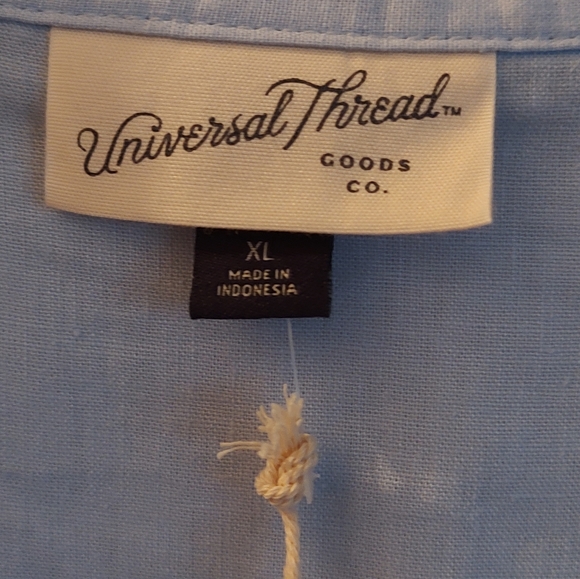 Universal Thread™
GOODS
CO.
XL
MADE IN
INDONESIA